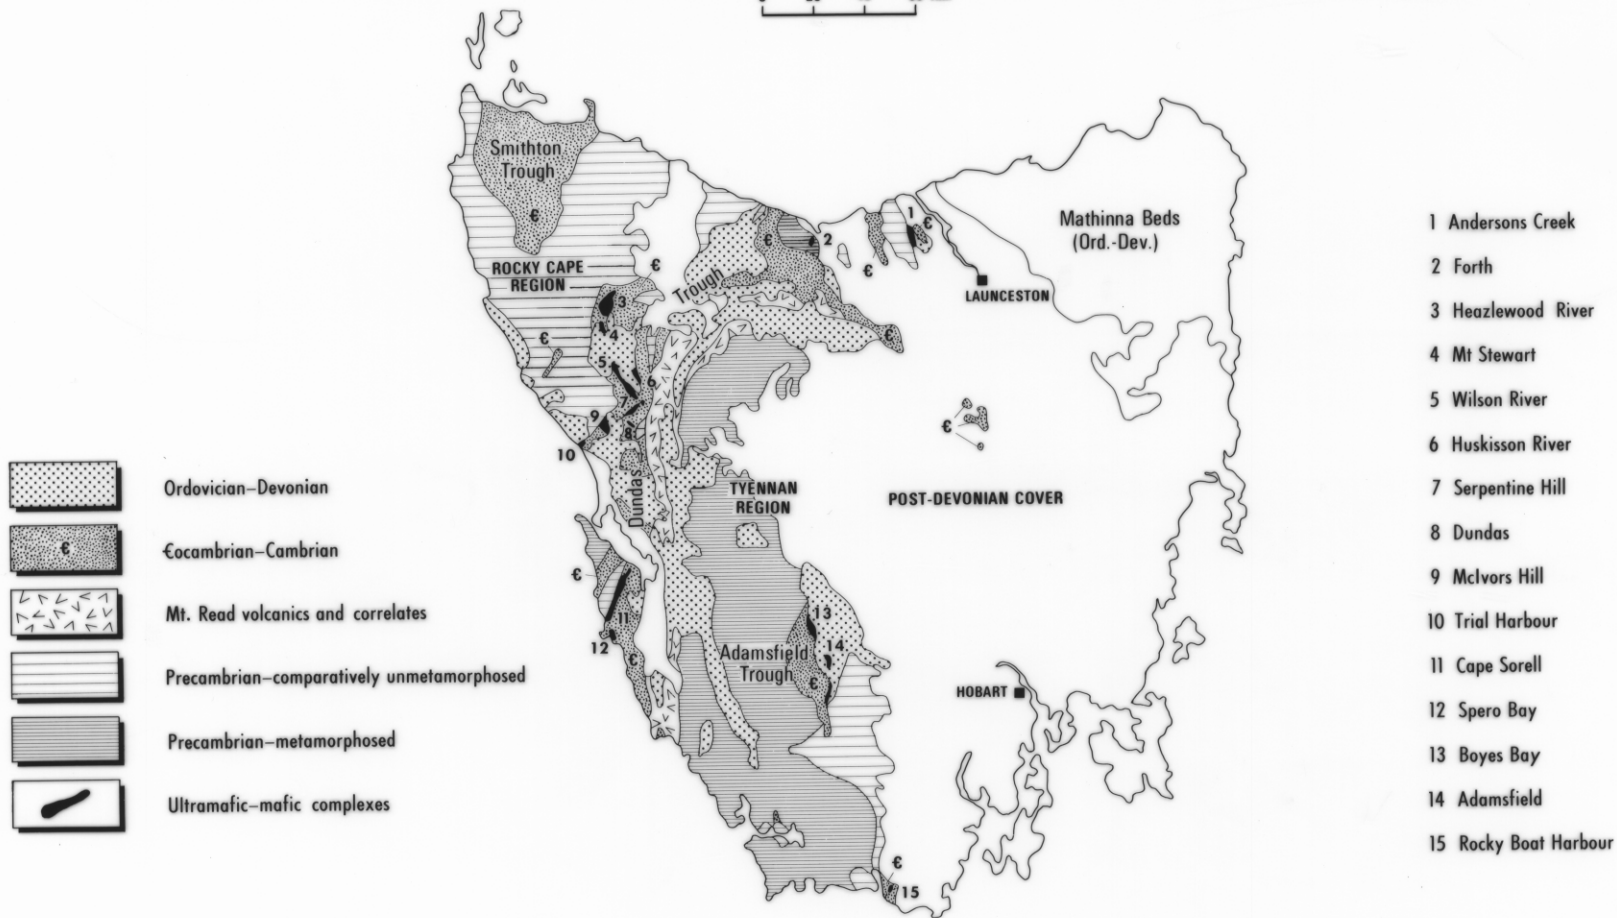 Smithton
Trough
Є
ROCKY CAPE
REGION
Є
Є
3
4
5
6
7
8
9
10
Trough
Є
2
Є
1
Є
LAUNCESTON
Mathinna Beds
(Ord.-Dev.)
Є
Є
Dundas
TYENNAN
REGION
POST-DEVONIAN COVER
Є
11
12
Є
Adamsfield
Trough
13
14
Є
HOBART
Є
15
Ordovician–Devonian
Є
Єocambrian–Cambrian
Mt. Read volcanics and correlates
Precambrian–comparatively unmetamorphosed
Precambrian–metamorphosed
Ultramafic–mafic complexes
1 Andersons Creek
2 Forth
3 Heazlewood River
4 Mt Stewart
5 Wilson River
6 Huskisson River
7 Serpentine Hill
8 Dundas
9 McIvors Hill
10 Trial Harbour
11 Cape Sorell
12 Spero Bay
13 Boyes Bay
14 Adamsfield
15 Rocky Boat Harbour